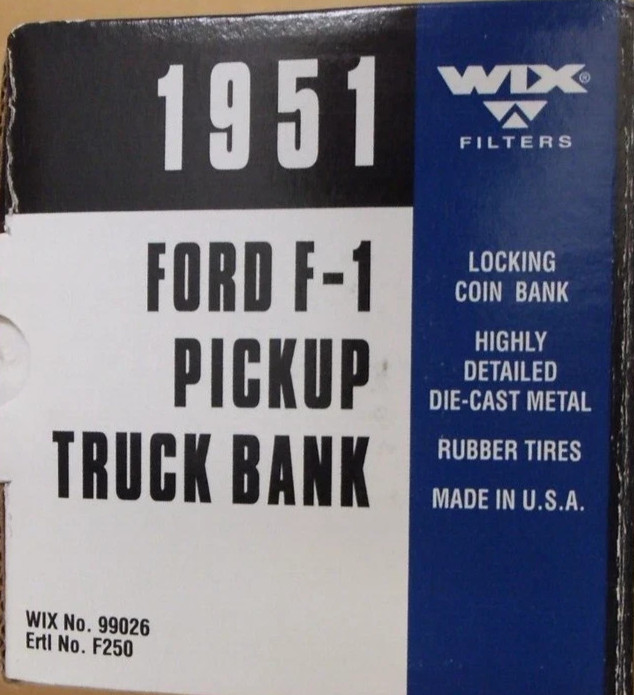 1951
FORD F-1
PICKUP
TRUCK BANK
WIX No. 99026
Ertl No. F250
WIX®
FILTERS
LOCKING
COIN BANK
HIGHLY
DETAILED
DIE-CAST METAL
RUBBER TIRES
MADE IN U.S.A.